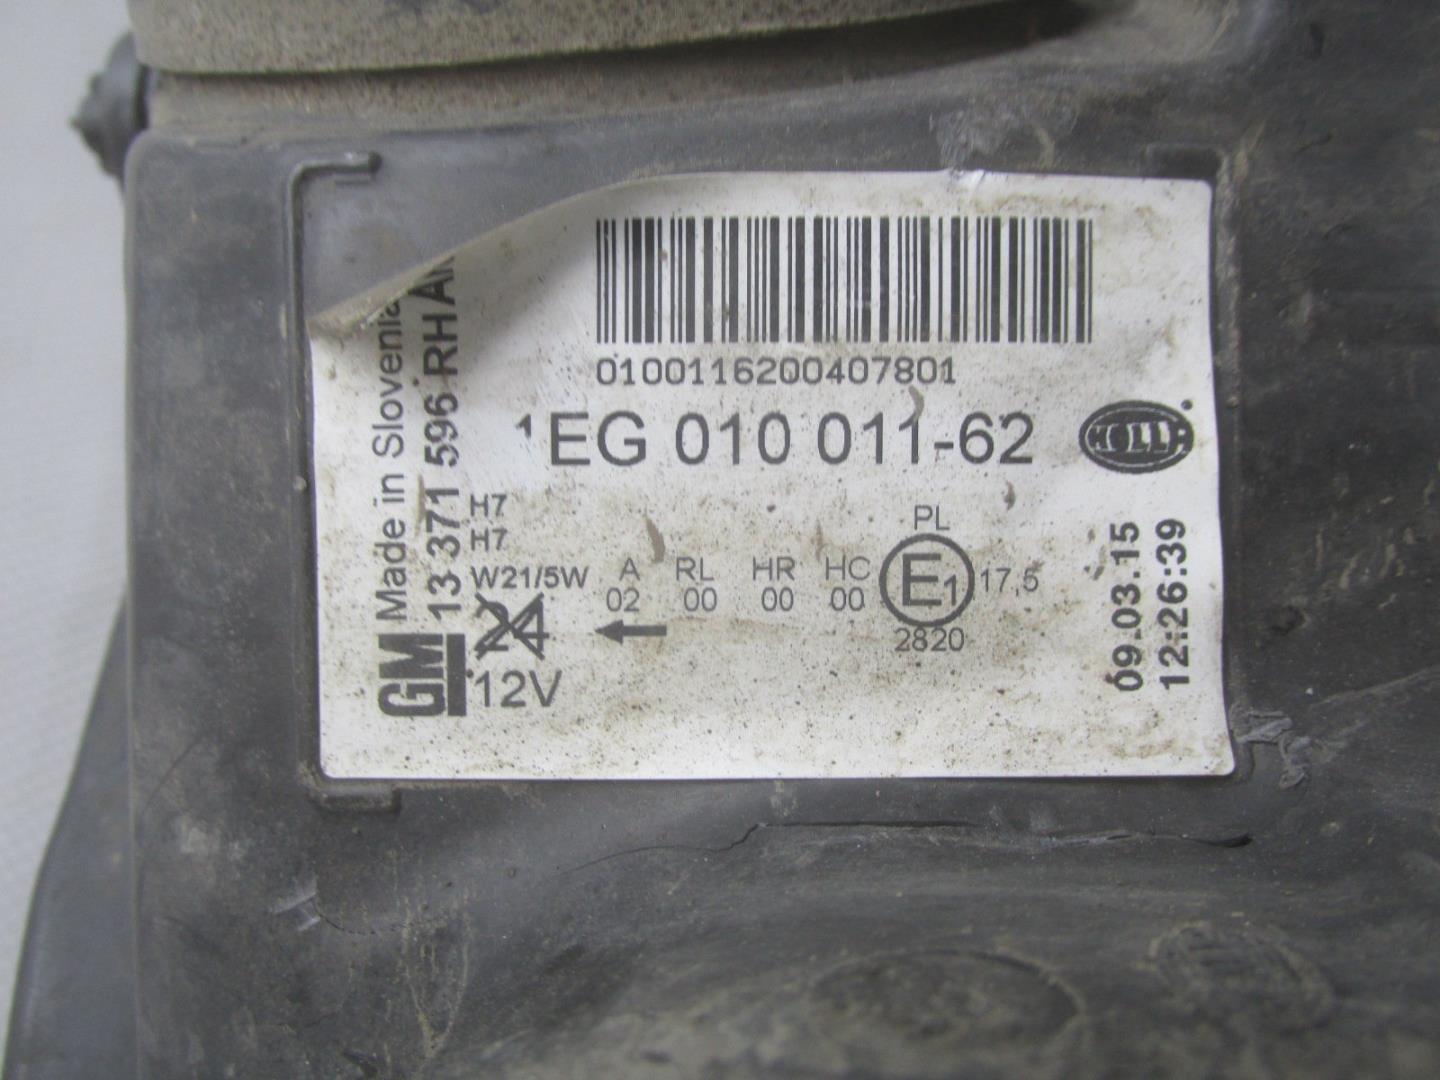 0100116200407801
1EG 010 011-62
HELLA
Made in Slovenia
13 371 596 RH
GM
H7
H7
W21/5W
24
12V
A RL HR HC
02 00 00 00
PL
E1 17,5
2820
09.03.15
12:26:39